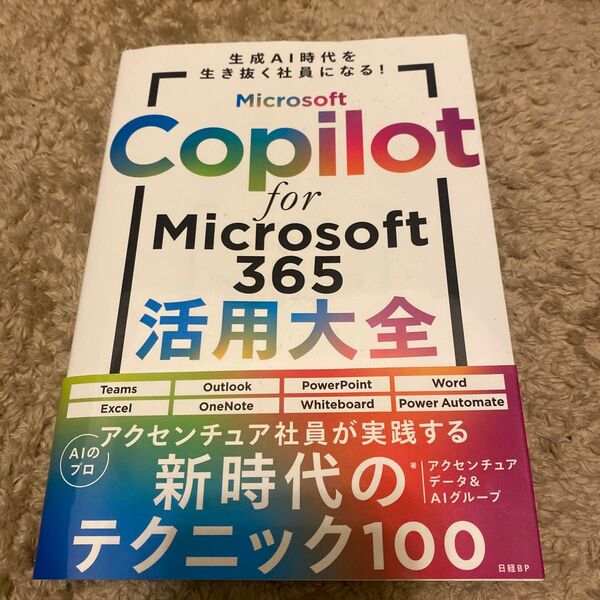 生成AI時代を
生き抜く社員になる!
Microsoft
Copilot
for
Microsoft
365
活用大全
Teams Outlook PowerPoint Word
Excel OneNote Whiteboard Power Automate
AIの
プロ
アクセンチュア社員が実践する
新時代の
テクニック100
著
アクセンチュア
データ&
AIグループ
日経BP